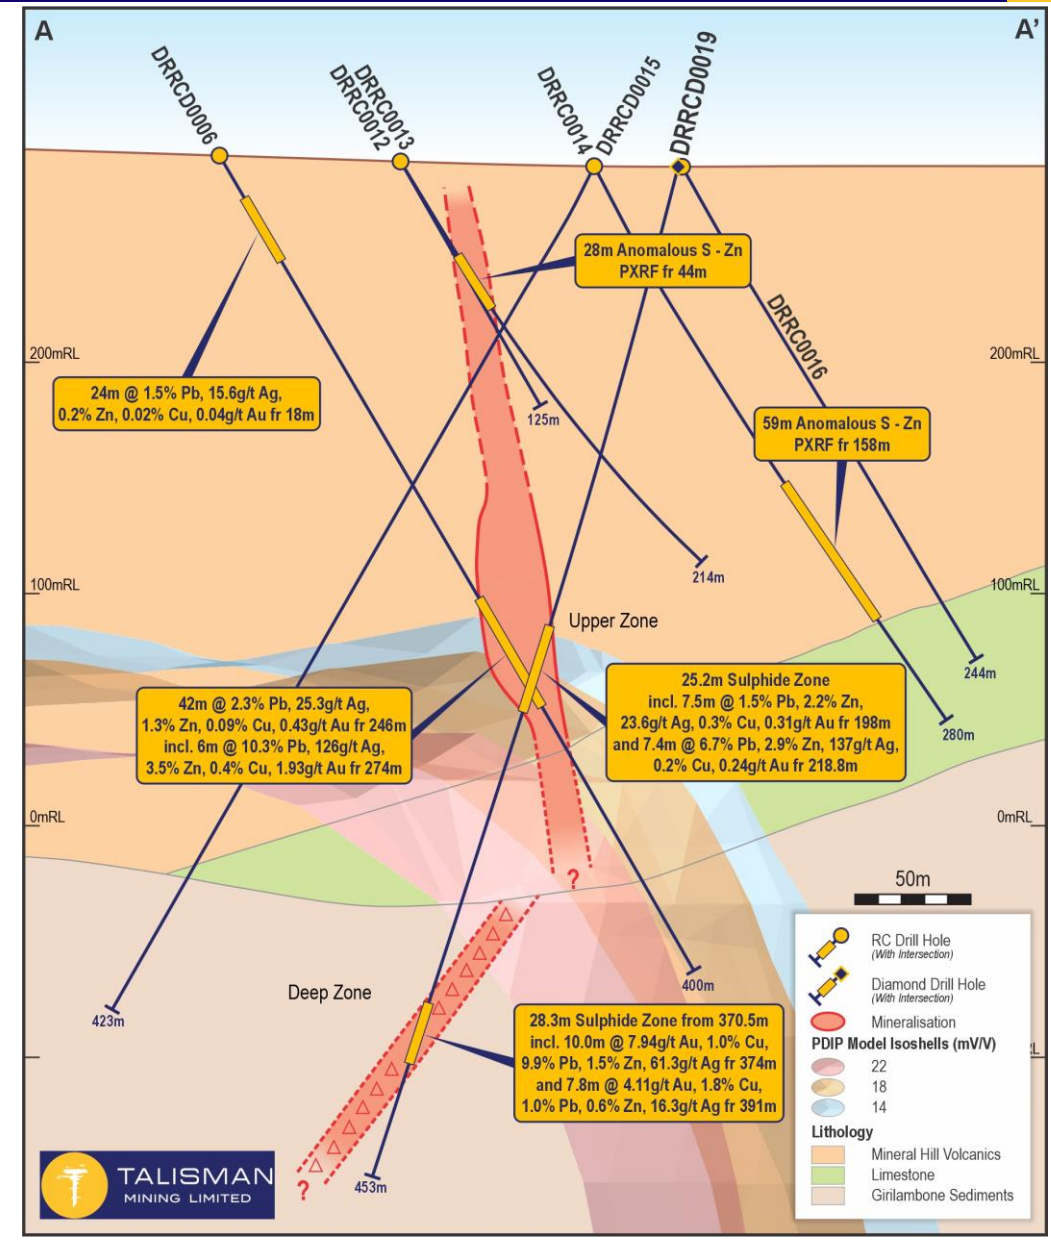 A
A'
DRRCD0006
DRRC0012
DRRC0013
DRRC0014
DRRCD0015
DRRCD0019
28m Anomalous S - Zn
PXRF fr 44m
DRRC0016
200mRL
200mRL
24m @ 1.5% Pb, 15.6g/t Ag,
0.2% Zn, 0.02% Cu, 0.04g/t Au fr 18m
125m
59m Anomalous S - Zn
PXRF fr 158m
214m
100mRL
100mRL
Upper Zone
244m
42m @ 2.3% Pb, 25.3g/t Ag,
1.3% Zn, 0.09% Cu, 0.43g/t Au fr 246m
incl. 6m @ 10.3% Pb, 126g/t Ag,
3.5% Zn, 0.4% Cu, 1.93g/t Au fr 274m
25.2m Sulphide Zone
incl. 7.5m @ 1.5% Pb, 2.2% Zn,
23.6g/t Ag, 0.3% Cu, 0.31g/t Au fr 198m
and 7.4m @ 6.7% Pb, 2.9% Zn, 137g/t Ag,
0.2% Cu, 0.24g/t Au fr 218.8m
280m
0mRL
0mRL
?
50m
Deep Zone
400m
423m
28.3m Sulphide Zone from 370.5m
incl. 10.0m @ 7.94g/t Au, 1.0% Cu,
9.9% Pb, 1.5% Zn, 61.3g/t Ag fr 374m
and 7.8m @ 4.11g/t Au, 1.8% Cu,
1.0% Pb, 0.6% Zn, 16.3g/t Ag fr 391m
RC Drill Hole
(With Intersection)
Diamond Drill Hole
(With Intersection)
Mineralisation
PDIP Model Isoshells (mV/V)
22
18
14
Lithology
Mineral Hill Volcanics
Limestone
Girilambone Sediments
?
453m
TALISMAN
MINING LIMITED